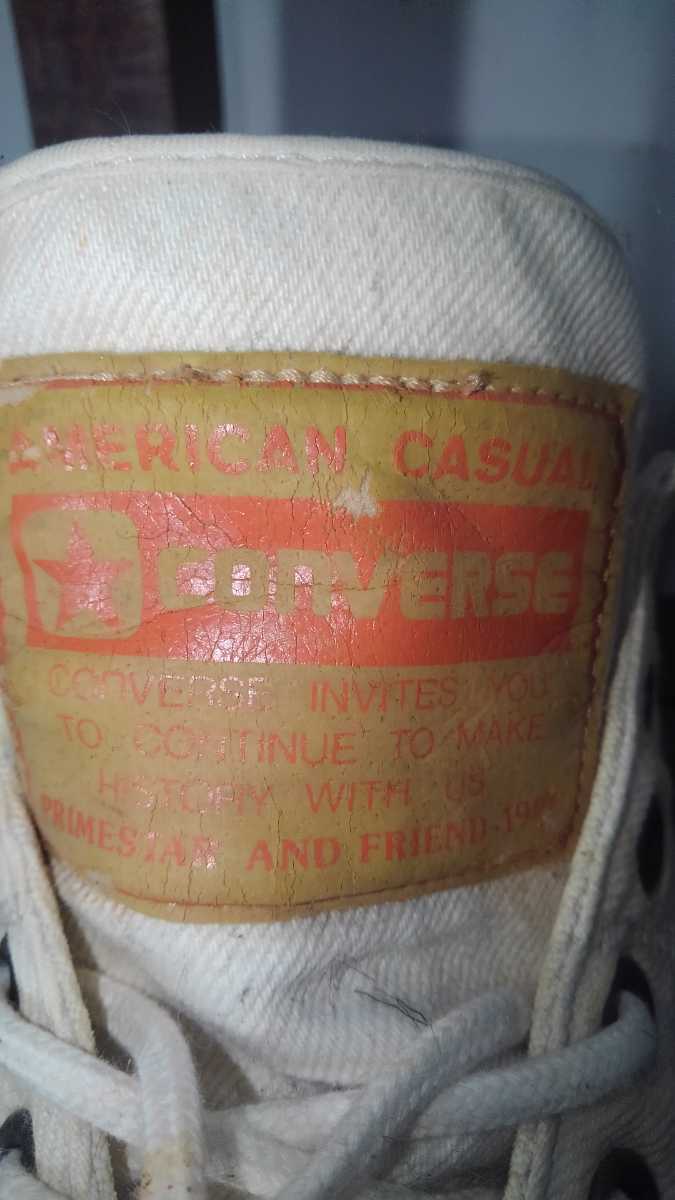 AMERICAN CASUAL
CONVERSE
CONVERSE INVITES YOU
TO CONTINUE TO MAKE
HISTORY WITH US
PRIMESTAR AND FRIEND